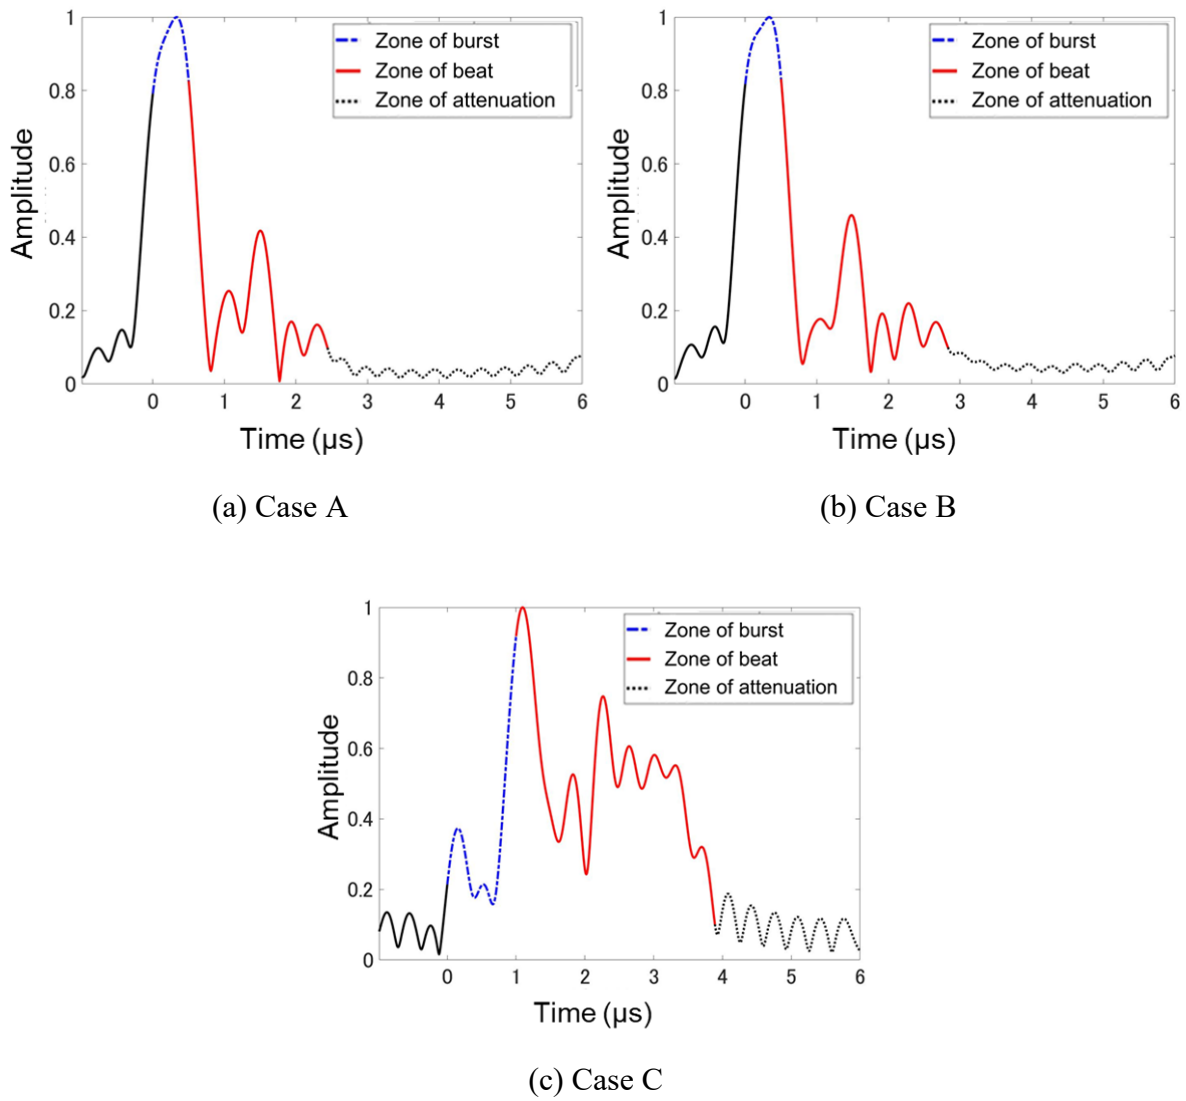 Zone of burst
Zone of beat
Zone of attenuation
Amplitude
1
0.8
0.6
0.4
0.2
0
0 1 2 3 4 5 6
Time (μs)
(a) Case A
Zone of burst
Zone of beat
Zone of attenuation
Amplitude
1
0.8
0.6
0.4
0.2
0
0 1 2 3 4 5 6
Time (μs)
(b) Case B
Zone of burst
Zone of beat
Zone of attenuation
Amplitude
1
0.8
0.6
0.4
0.2
0
0 1 2 3 4 5 6
Time (μs)
(c) Case C